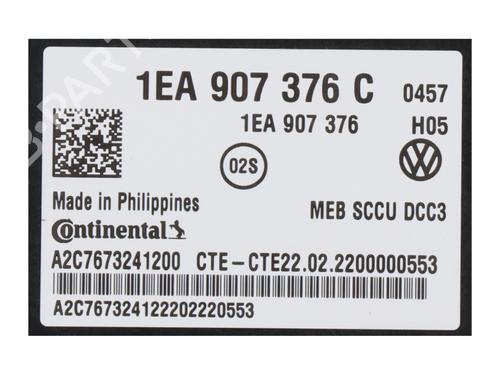 1EA 907 376 C 0457
1EA 907 376 H05
02S
Made in Philippines
MEB SCCU DCC3
Continental
A2C7673241200 CTE-CTE22.02.2200000553
A2C76732412220220553